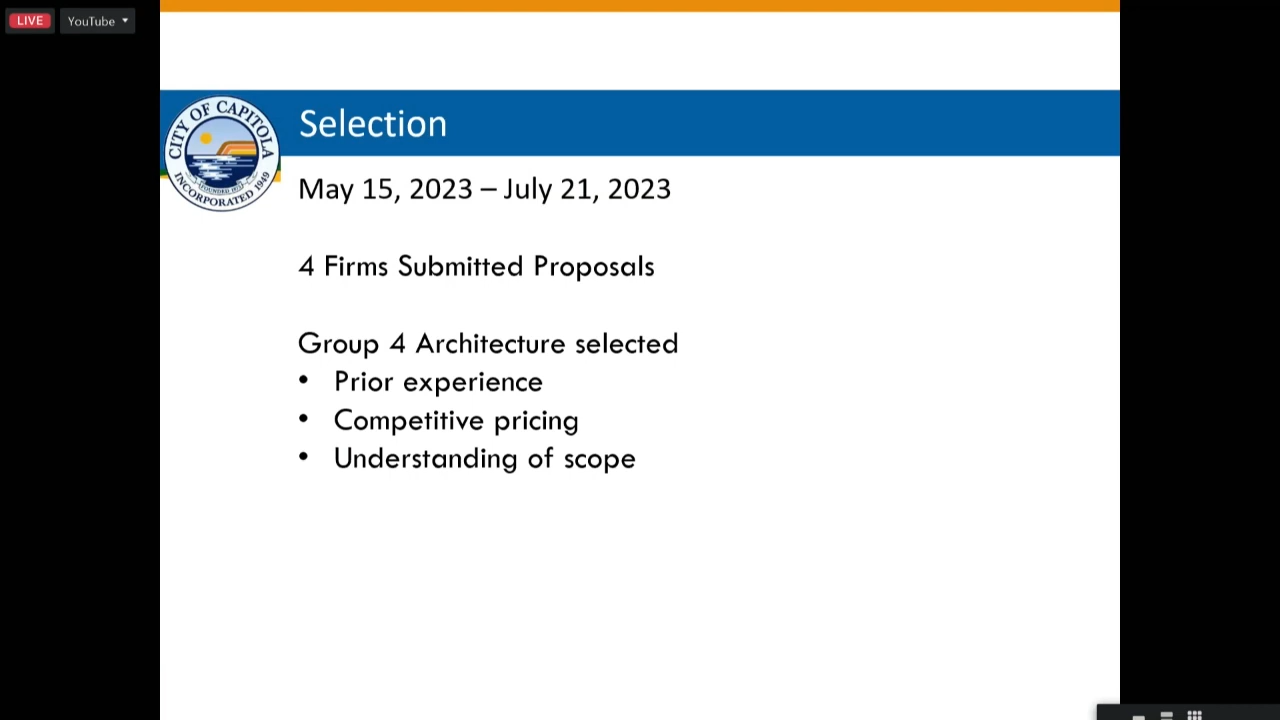 LIVE
YouTube
CITY OF CAPITOLA
INCORPORATED 1949
Selection
May 15, 2023 – July 21, 2023
4 Firms Submitted Proposals
Group 4 Architecture selected
• Prior experience
• Competitive pricing
• Understanding of scope